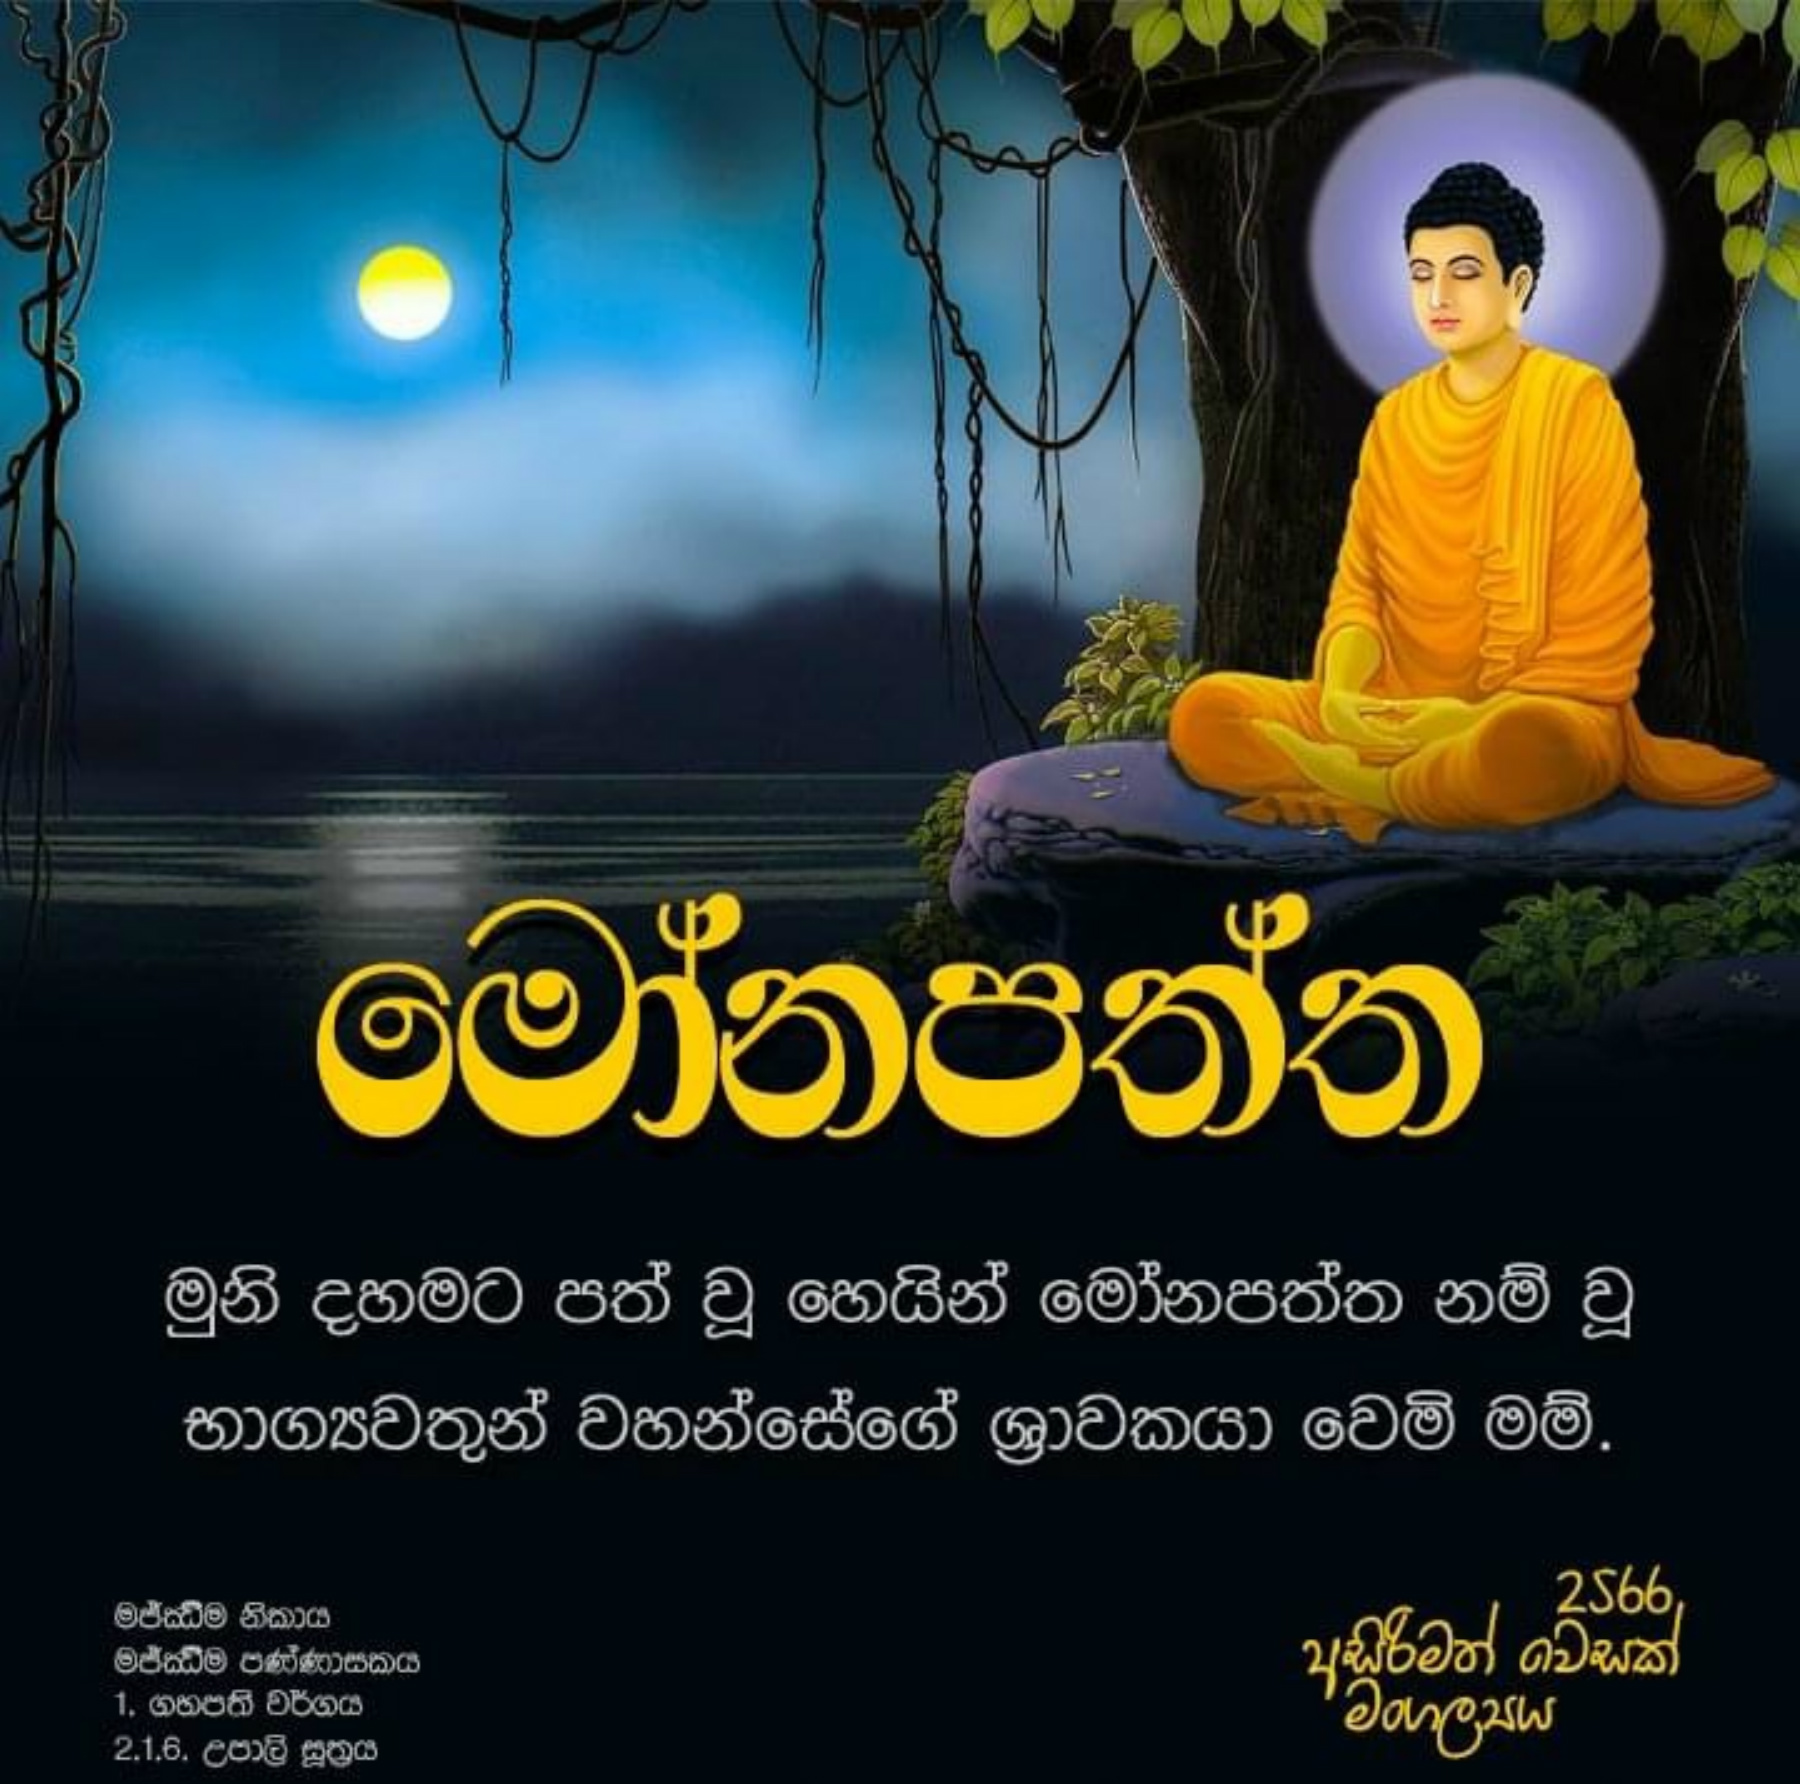 මෝනපත්ත
මුනි දහමට පත් වූ හෙයින් මෝනපත්ත නම් වූ
භාග්‍යවතුන් වහන්සේගේ ශ්‍රාවකයා වෙමි මම්.
මජ්ඣිම නිකාය
මජ්ඣිම පණ්ණාසකය
1. ගහපති වර්ගය
2.1.6. උපාලි සූත්‍රය
2566
අසිරිමත් වෙසක්
මංගල්‍යය